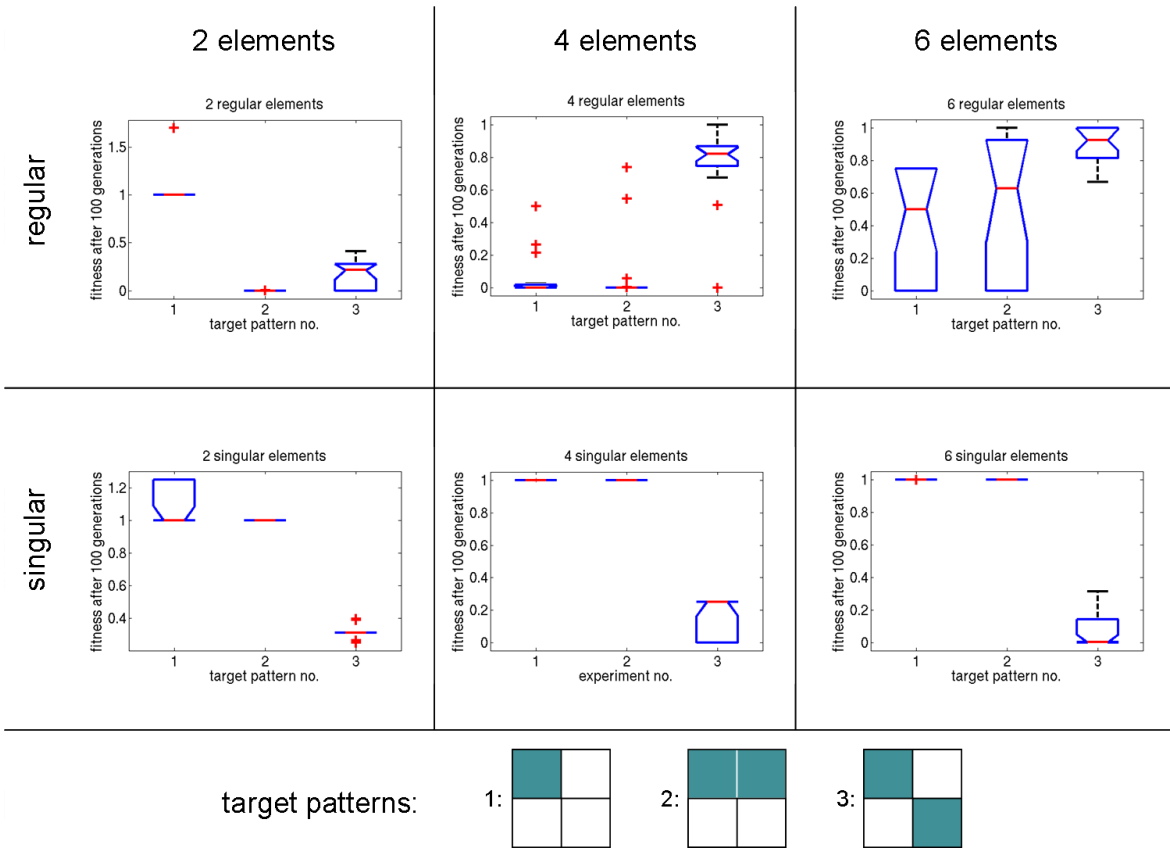 2 elements
4 elements
6 elements
regular
2 regular elements
fitness after 100 generations
1.5
1
0.5
0
1 2 3
target pattern no.
4 regular elements
fitness after 100 generations
1
0.8
0.6
0.4
0.2
0
1 2 3
target pattern no.
6 regular elements
fitness after 100 generations
1
0.8
0.6
0.4
0.2
0
1 2 3
target pattern no.
singular
2 singular elements
fitness after 100 generations
1.2
1
0.8
0.6
0.4
1 2 3
target pattern no.
4 singular elements
fitness after 100 generations
1
0.8
0.6
0.4
0.2
0
1 2 3
experiment no.
6 singular elements
fitness after 100 generations
1
0.8
0.6
0.4
0.2
0
1 2 3
target pattern no.
target patterns:
1:
2:
3: